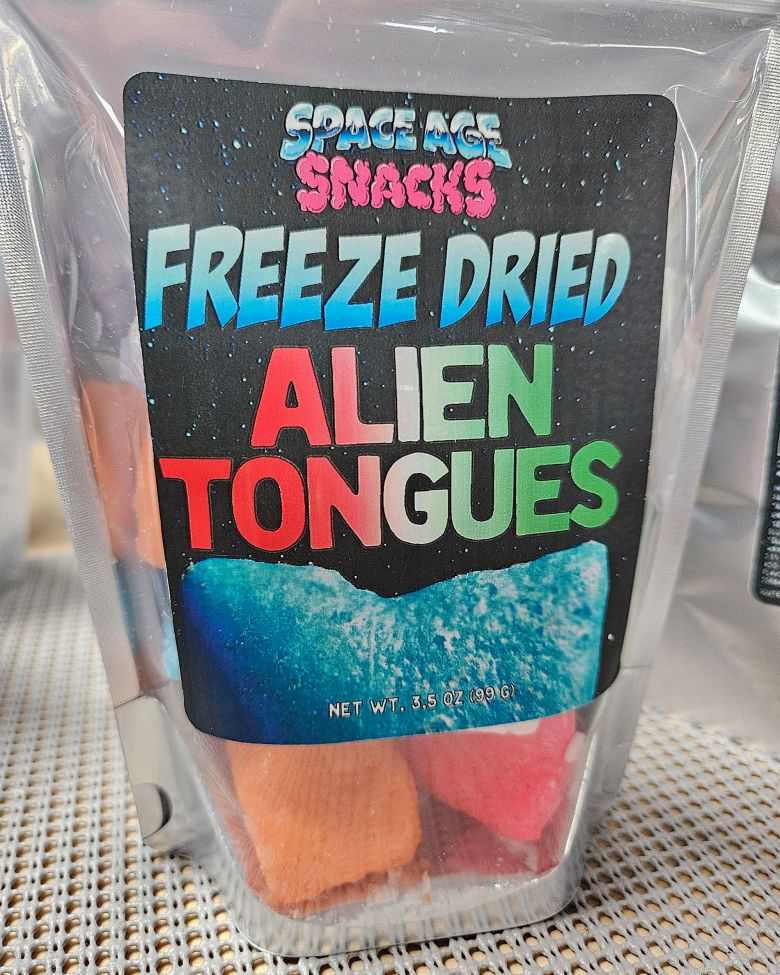 SPACE AGE
SNACKS
FREEZE DRIED
ALIEN
TONGUES
NET WT. 3.5 OZ (99 G)